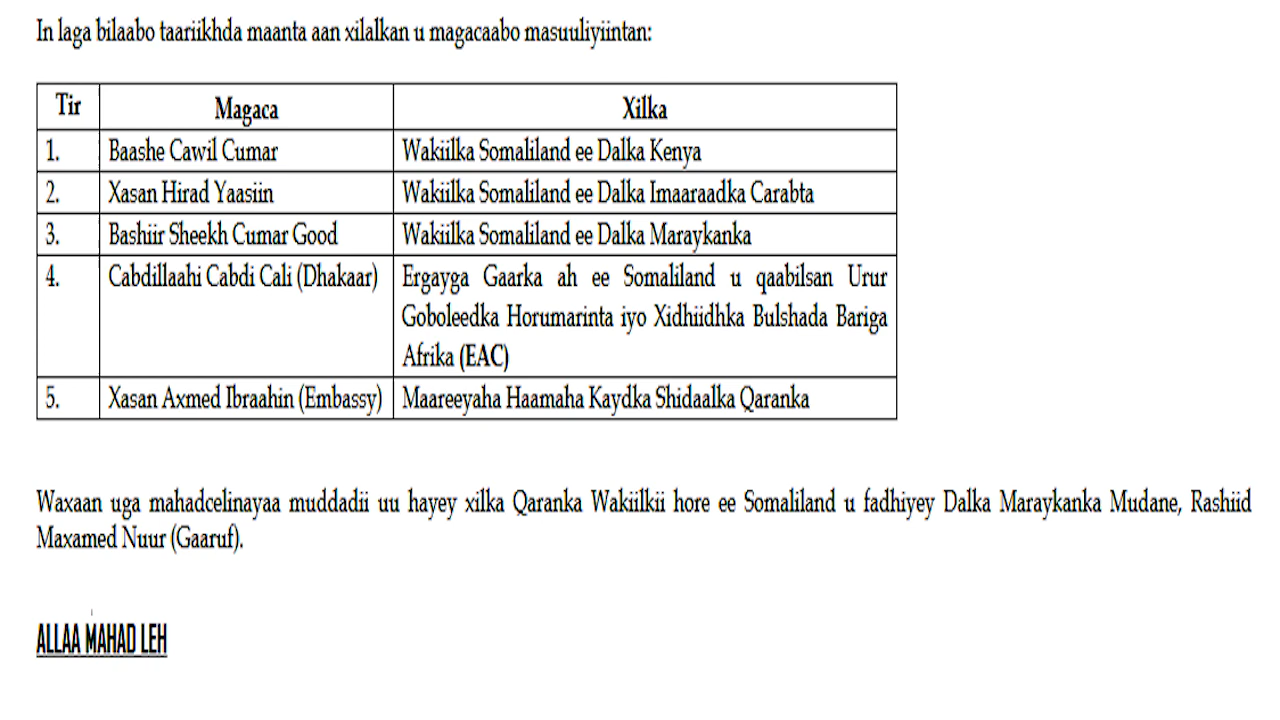 In laga bilaabo taariikhda maanta aan xilalkan u magacaabo masuuliyiintan:
Tir Magaca Xilka
1. Baashe Cawil Cumar Wakiilka Somaliland ee Dalka Kenya
2. Xasan Hirad Yaasiin Wakiilka Somaliland ee Dalka Imaaraadka Carabta
3. Bashiir Sheekh Cumar Good Wakiilka Somaliland ee Dalka Maraykanka
4. Cabdillaahi Cabdi Cali (Dhakaar) Ergayga Gaarka ah ee Somaliland u qaabilsan Urur
Goboleedka Horumarinta iyo Xidhiidhka Bulshada Bariga
Afrika (EAC)
5. Xasan Axmed Ibraahin (Embassy) Maareeyaha Haamaha Kaydka Shidaalka Qaranka
Waxaan uga mahadcelinayaa muddadii uu hayey xilka Qaranka Wakiilkii hore ee Somaliland u fadhiyey Dalka Maraykanka Mudane, Rashiid
Maxamed Nuur (Gaaruf).
ALLAA MAHAD LEH